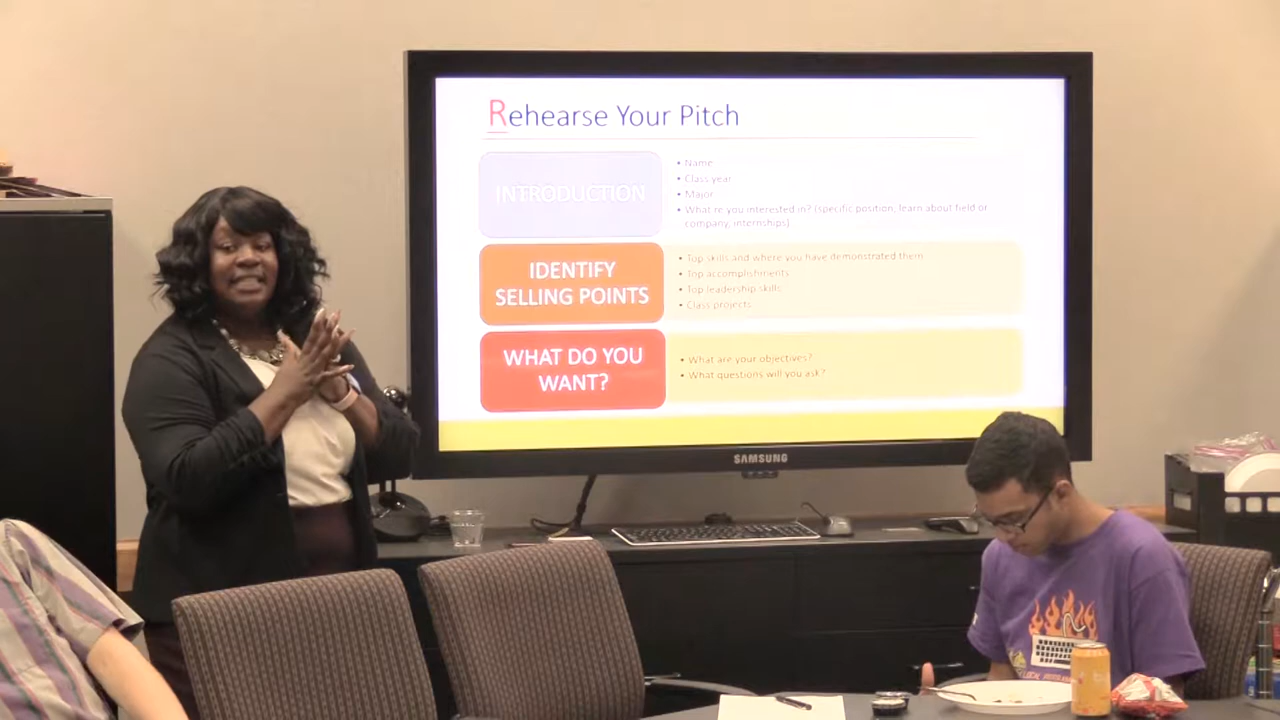 Rehearse Your Pitch
INTRODUCTION
• Name
• Class year
• Major
• What re you interested in? (specific position, learn about field or
company, internships)
IDENTIFY
SELLING POINTS
• Top skills and where you have demonstrated them
• Top accomplishments
• Top leadership skills
• Class projects
WHAT DO YOU
WANT?
• What are your objectives?
• What questions will you ask?
SAMSUNG